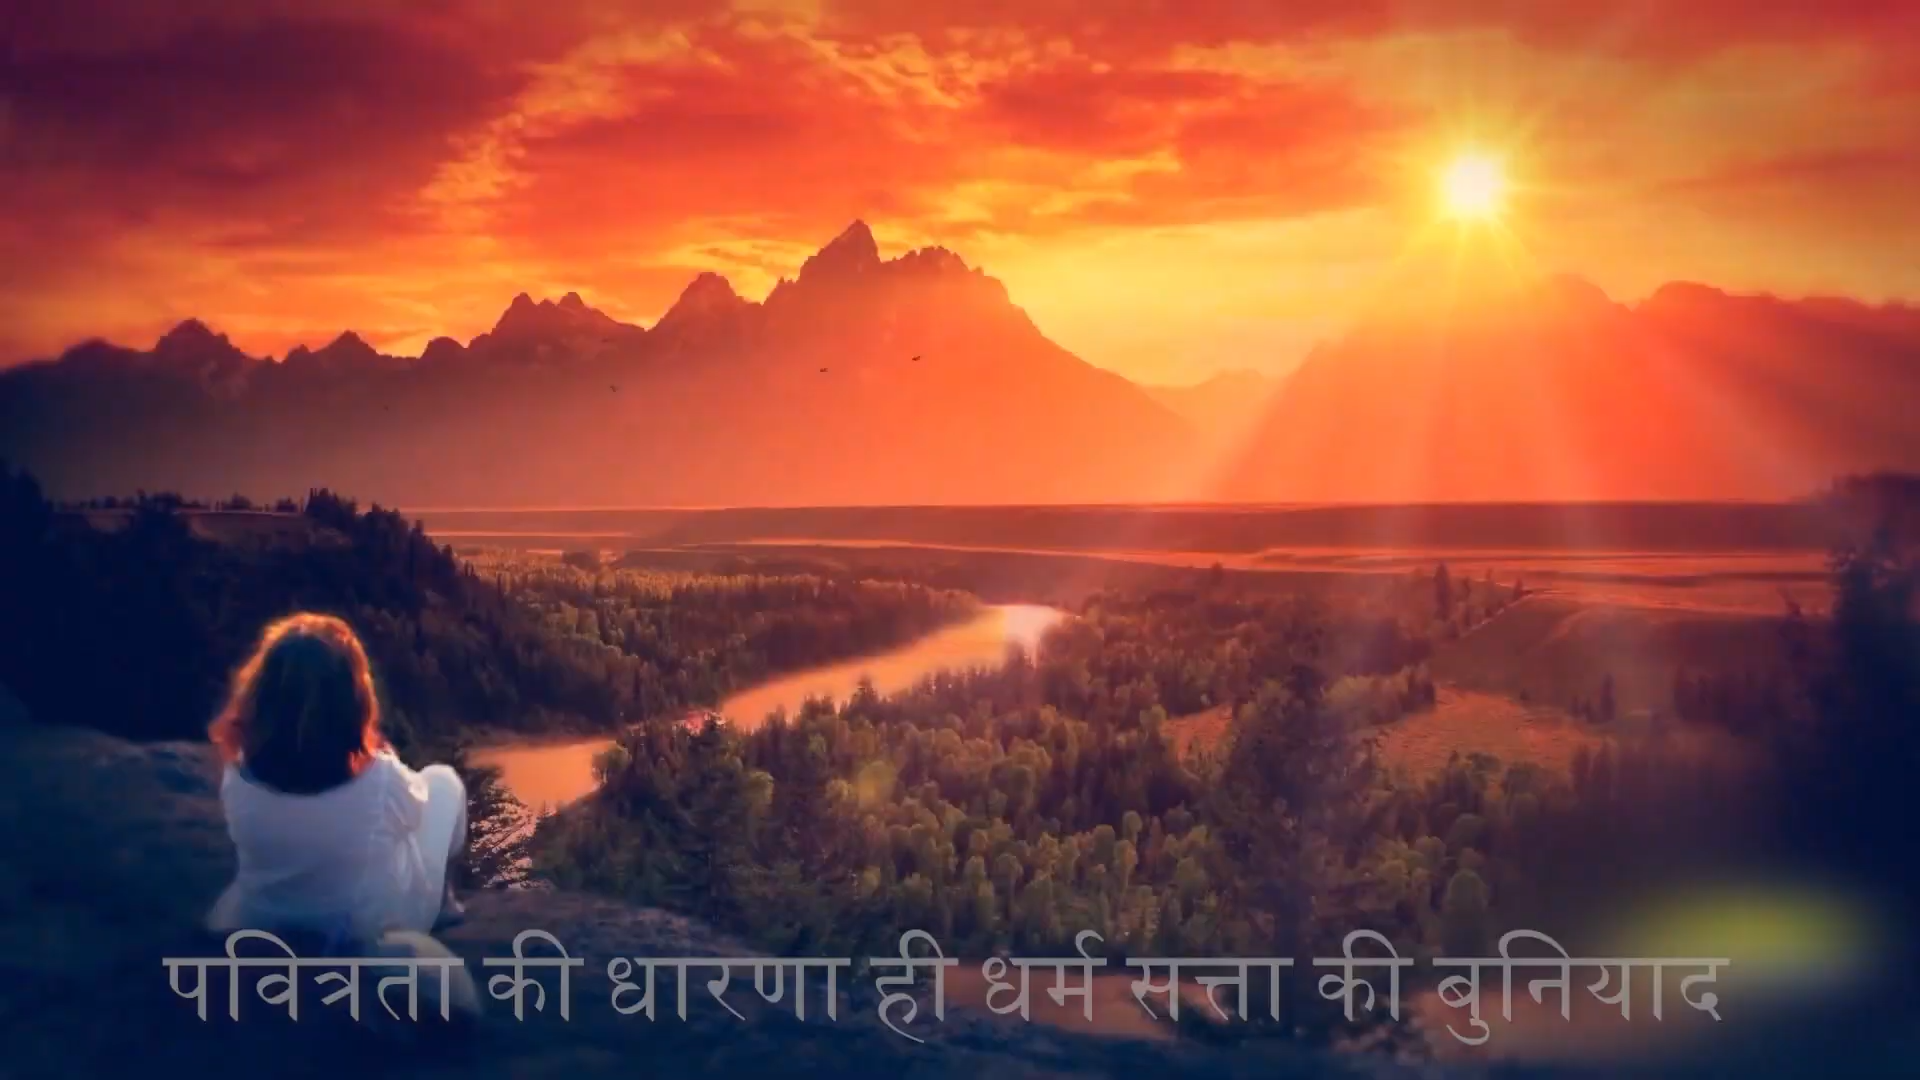 पवित्रता की धारणा ही धर्म सत्ता की बुनियाद